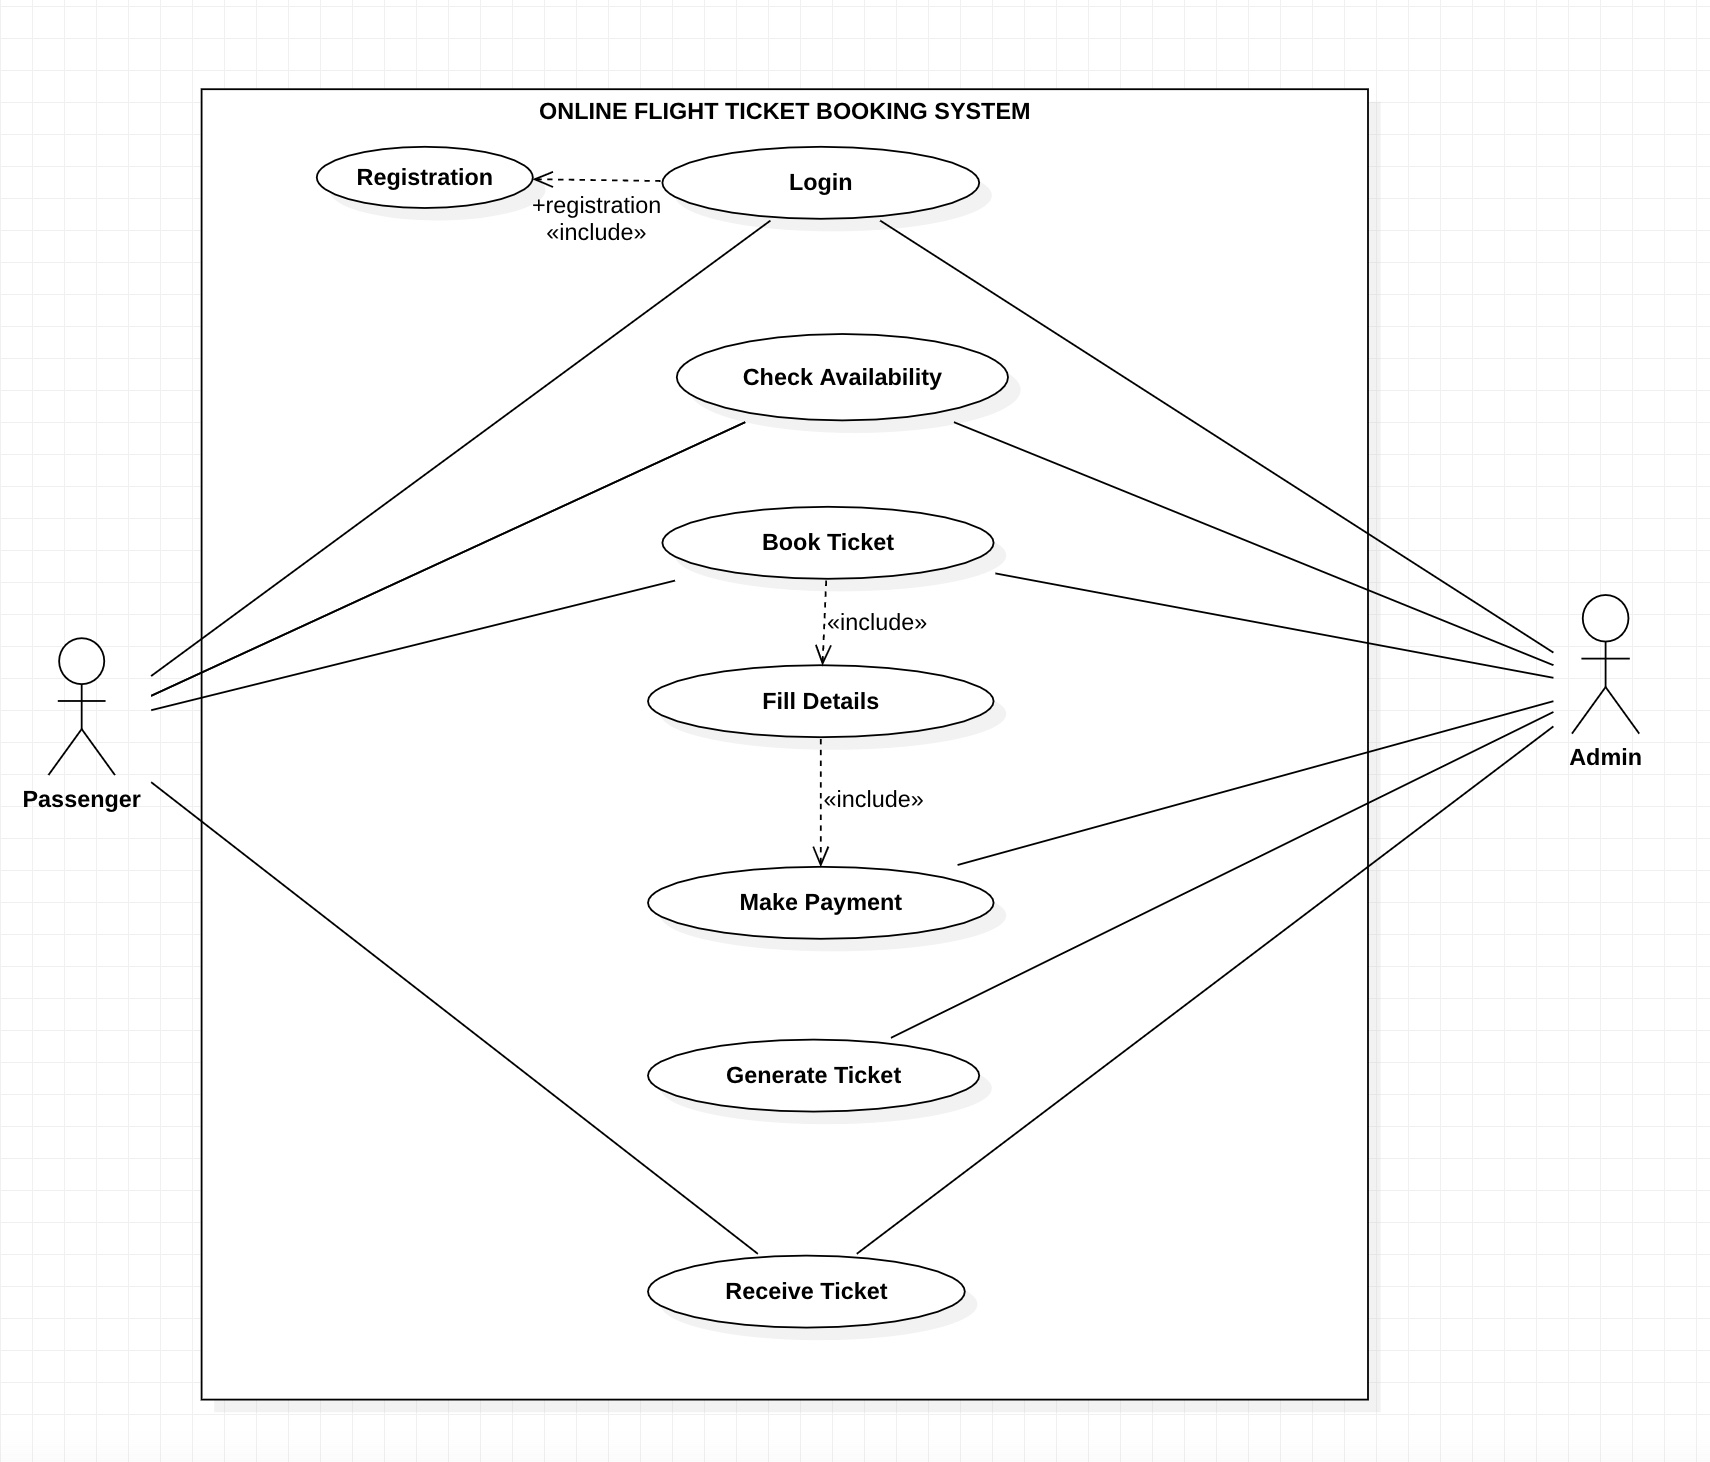 ONLINE FLIGHT TICKET BOOKING SYSTEM
Registration
Login
+registration
«include»
Check Availability
Book Ticket
«include»
Fill Details
Passenger
Admin
«include»
Make Payment
Generate Ticket
Receive Ticket